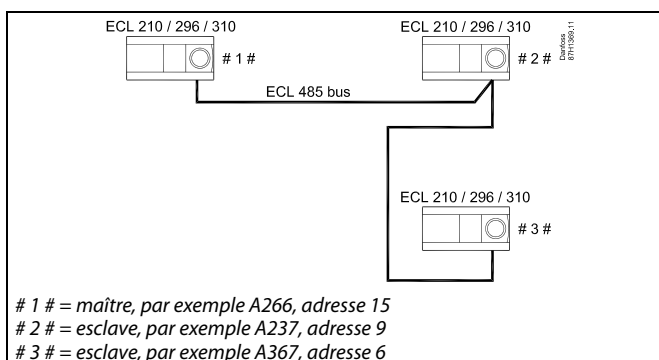 ECL 210 / 296 / 310
ECL 210 / 296 / 310
# 1 #
# 2 #
Danfoss
87H1369.11
ECL 485 bus
ECL 210 / 296 / 310
# 3 #
# 1 # = maître, par exemple A266, adresse 15
# 2 # = esclave, par exemple A237, adresse 9
# 3 # = esclave, par exemple A367, adresse 6